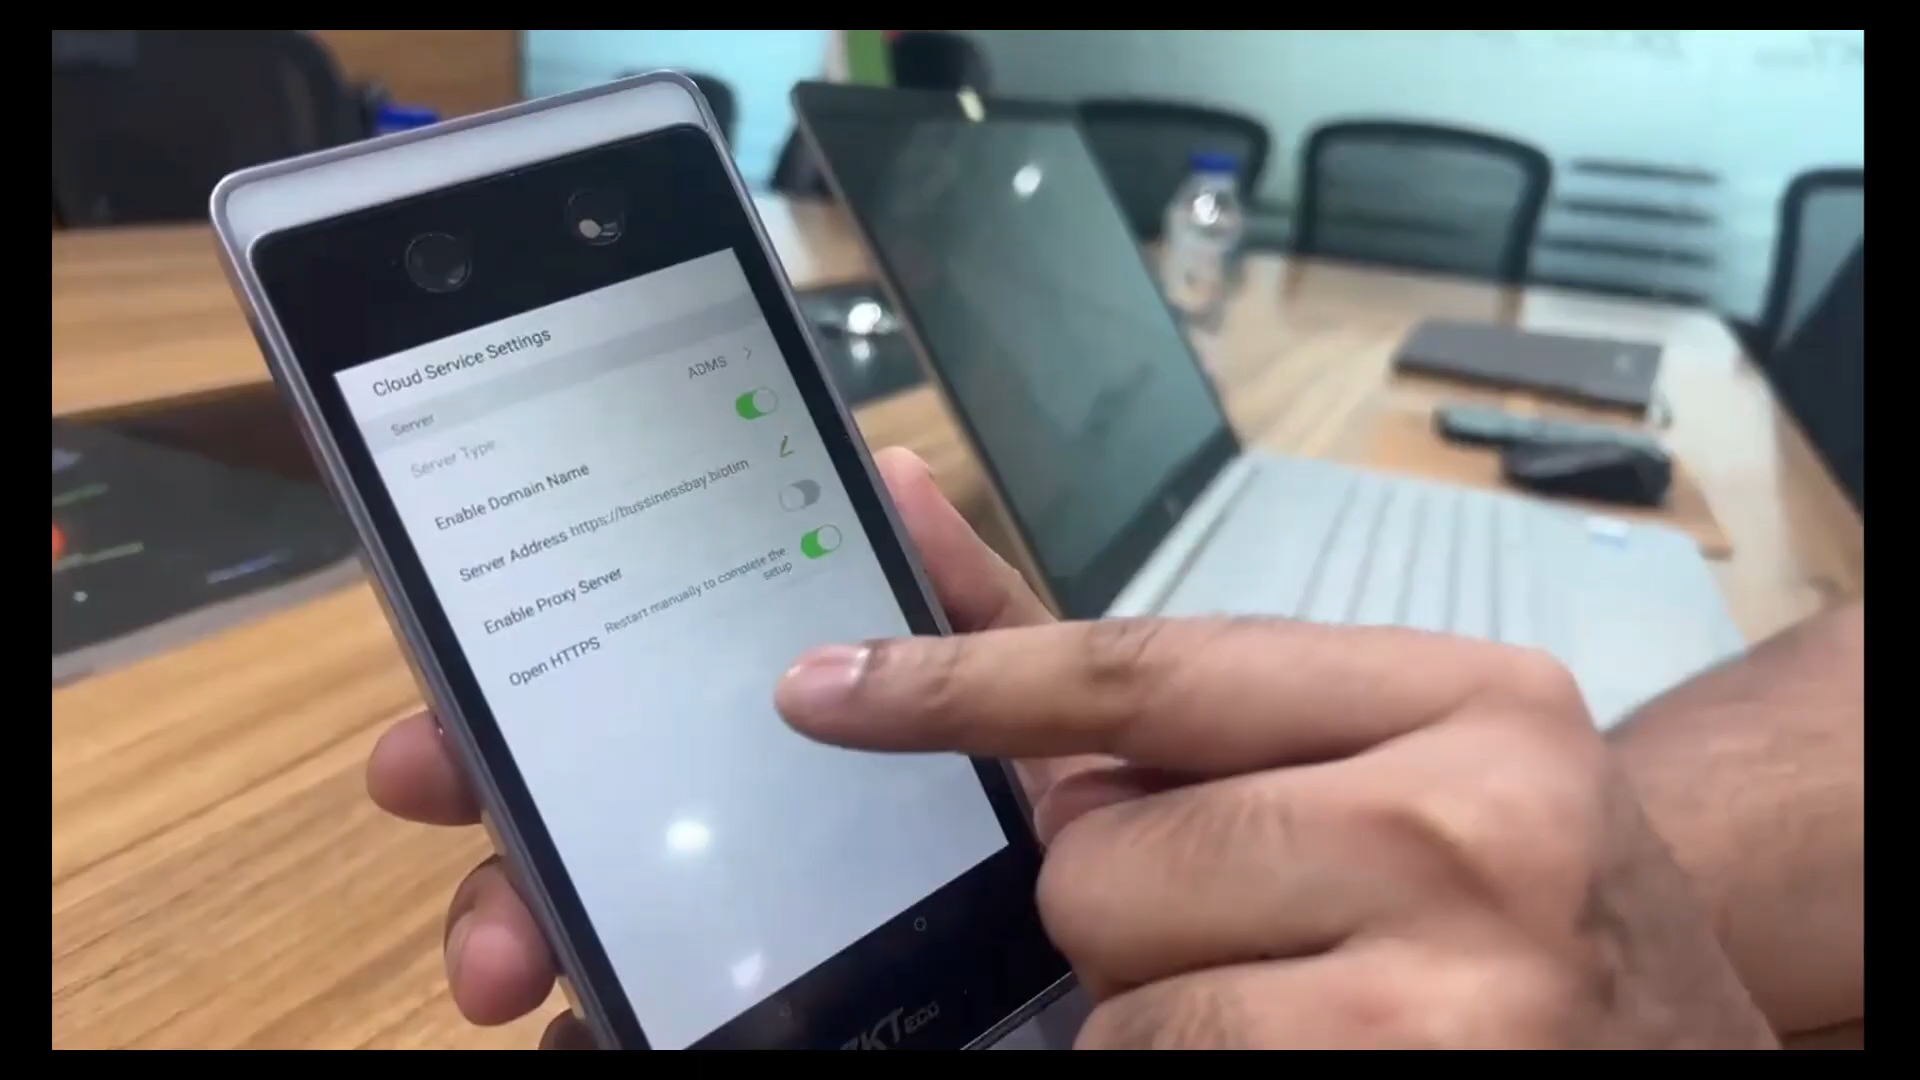 Cloud Service Settings
Server
Server Type ADMS
Enable Domain Name
Server Address https://bussinessbay.biotim
Enable Proxy Server
Open HTTPS Restart manually to complete the
setup
ZKTeco